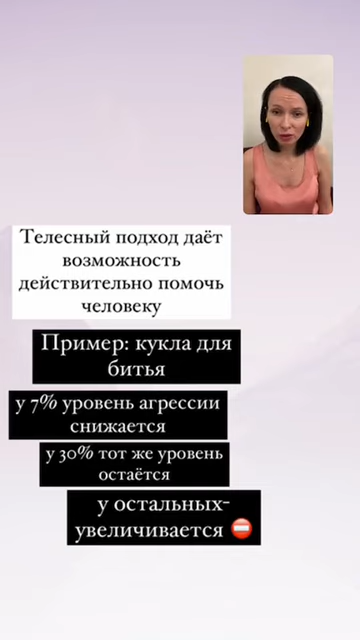 Телесный подход даёт
возможность
действительно помочь
человеку
Пример: кукла для
битья
у 7% уровень агрессии
снижается
у 30% тот же уровень
остаётся
у остальных-
увеличивается ⛔